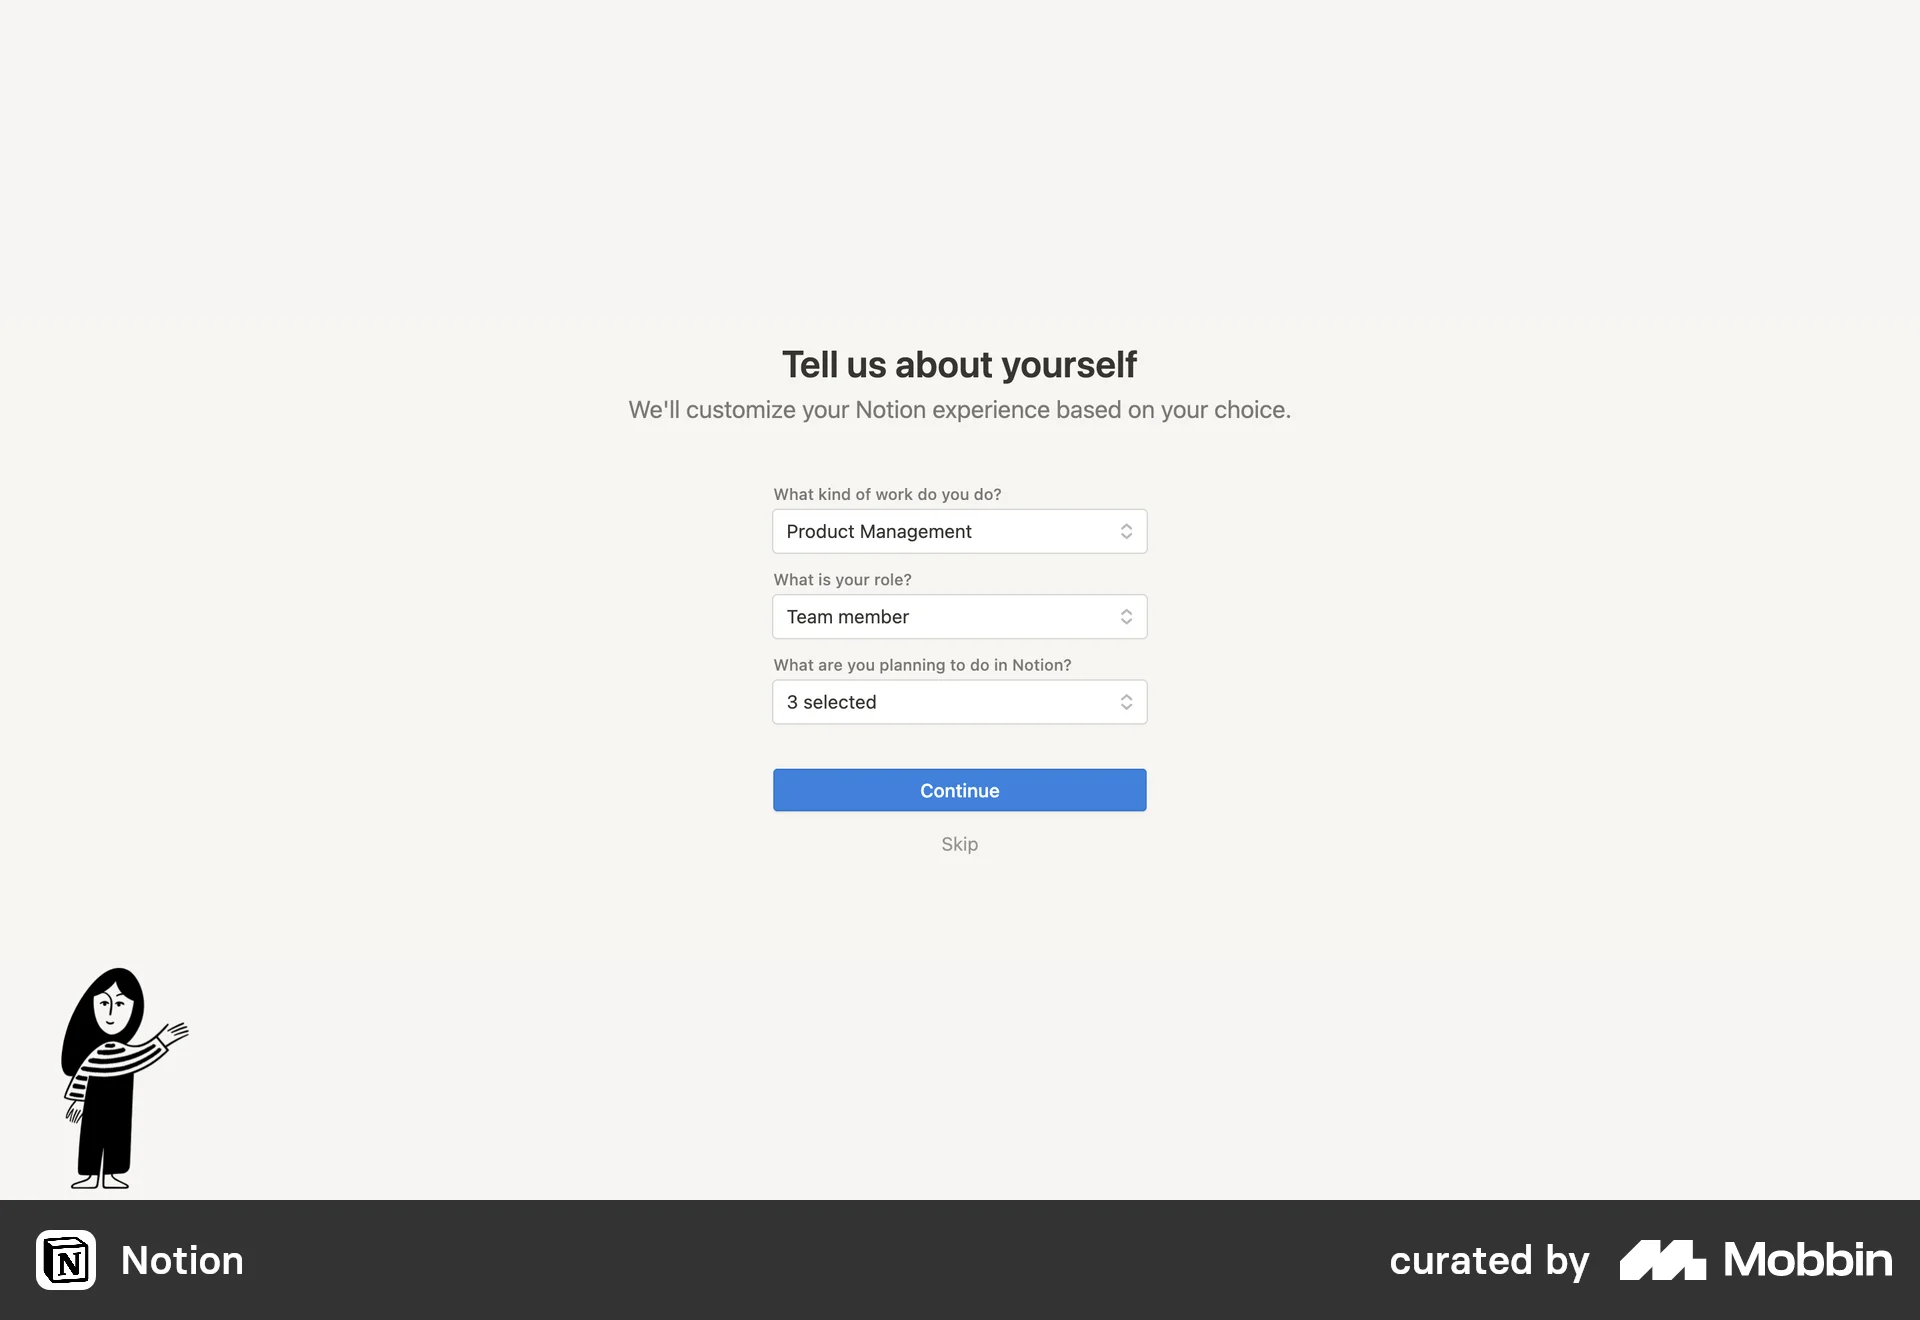 Tell us about yourself
We'll customize your Notion experience based on your choice.
What kind of work do you do?
Product Management
What is your role?
Team member
What are you planning to do in Notion?
3 selected
Continue
Skip
N Notion
curated by Mobbin